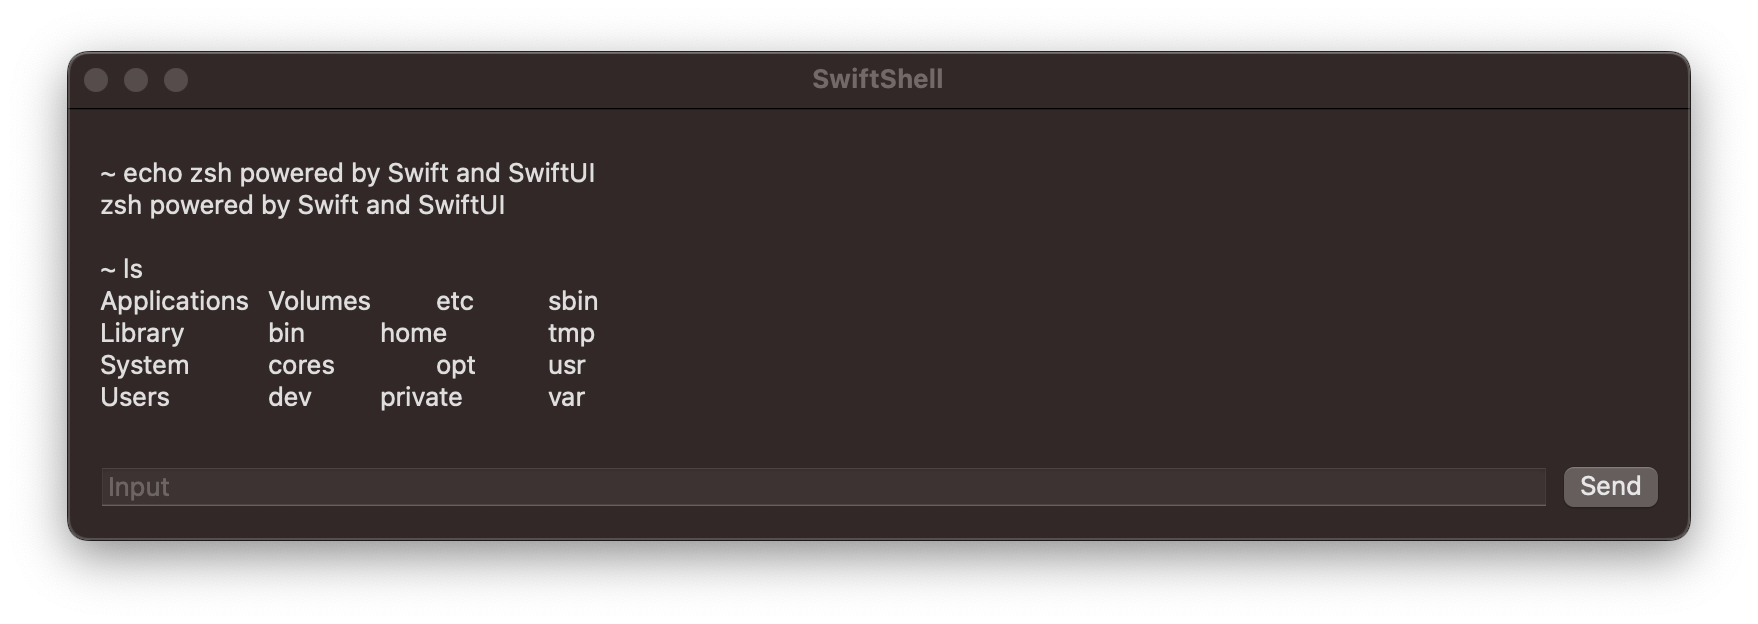 SwiftShell
~ echo zsh powered by Swift and SwiftUI
zsh powered by Swift and SwiftUI
~ ls
Applications Volumes etc sbin
Library bin home tmp
System cores opt usr
Users dev private var
Input Send